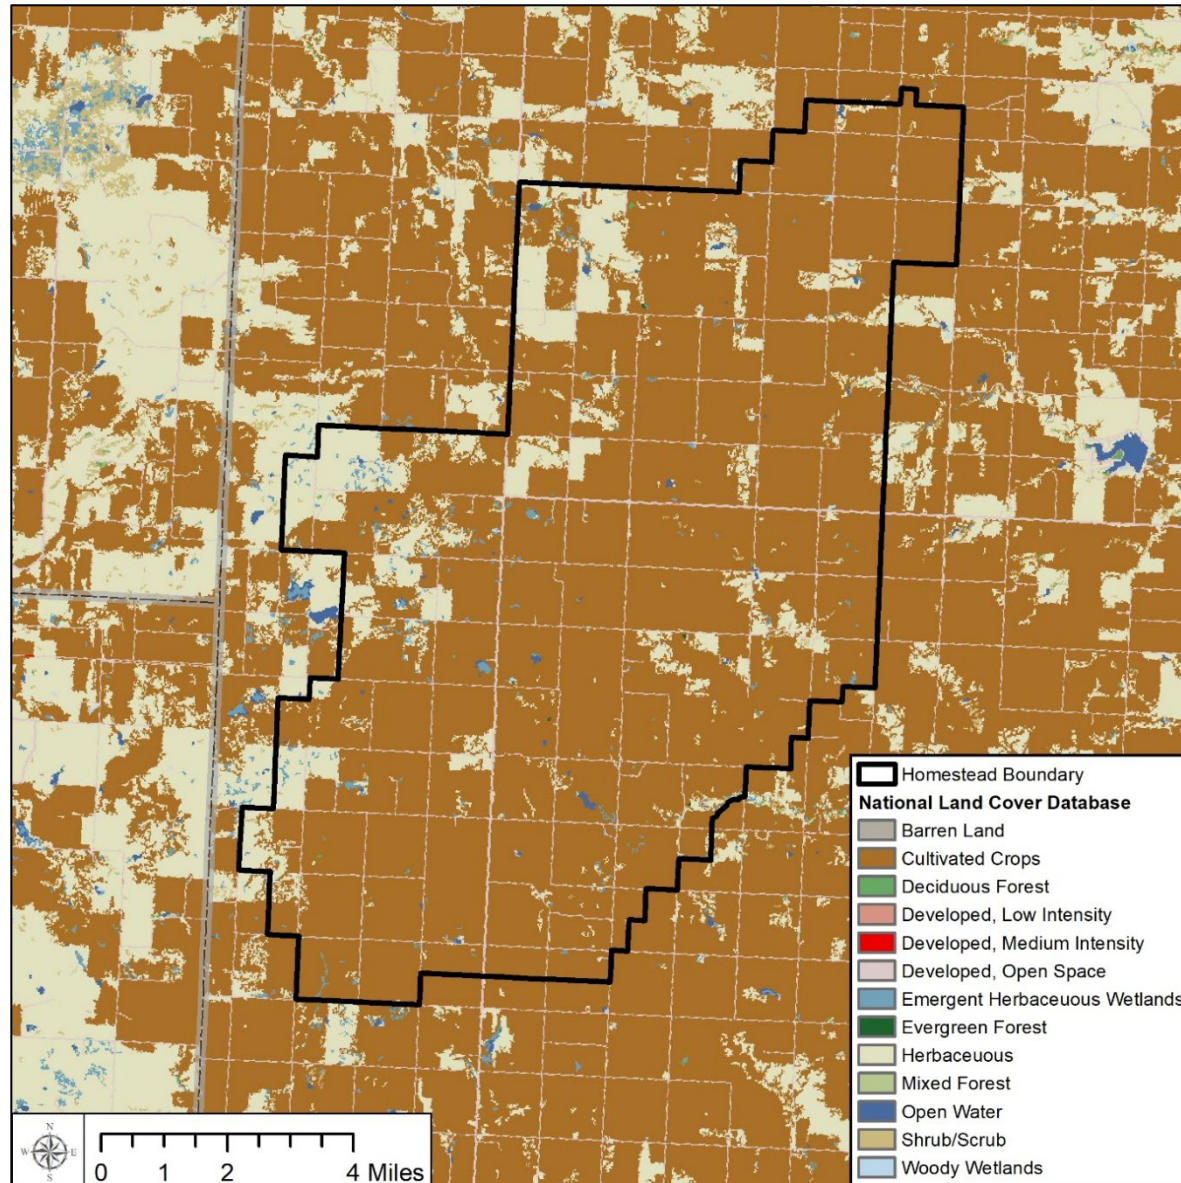 Homestead Boundary
National Land Cover Database
Barren Land
Cultivated Crops
Deciduous Forest
Developed, Low Intensity
Developed, Medium Intensity
Developed, Open Space
Emergent Herbaceuous Wetlands
Evergreen Forest
Herbaceuous
Mixed Forest
Open Water
Shrub/Scrub
Woody Wetlands
N
W E
S
0 1 2 4 Miles